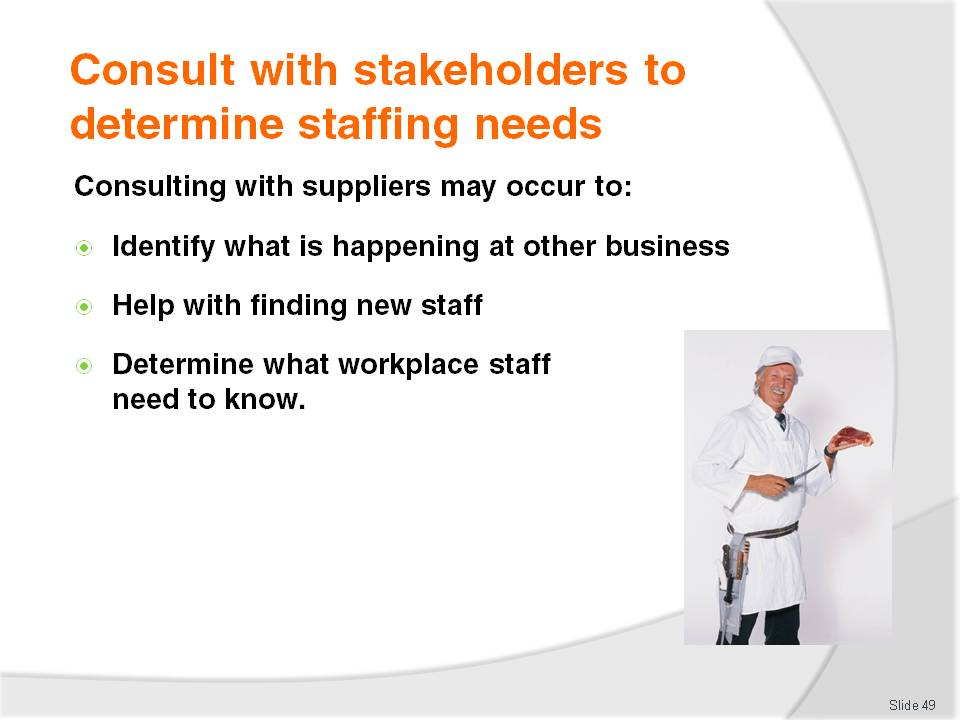 Consult with stakeholders to
determine staffing needs
Consulting with suppliers may occur to:
Identify what is happening at other business
Help with finding new staff
Determine what workplace staff
need to know.
Slide 49